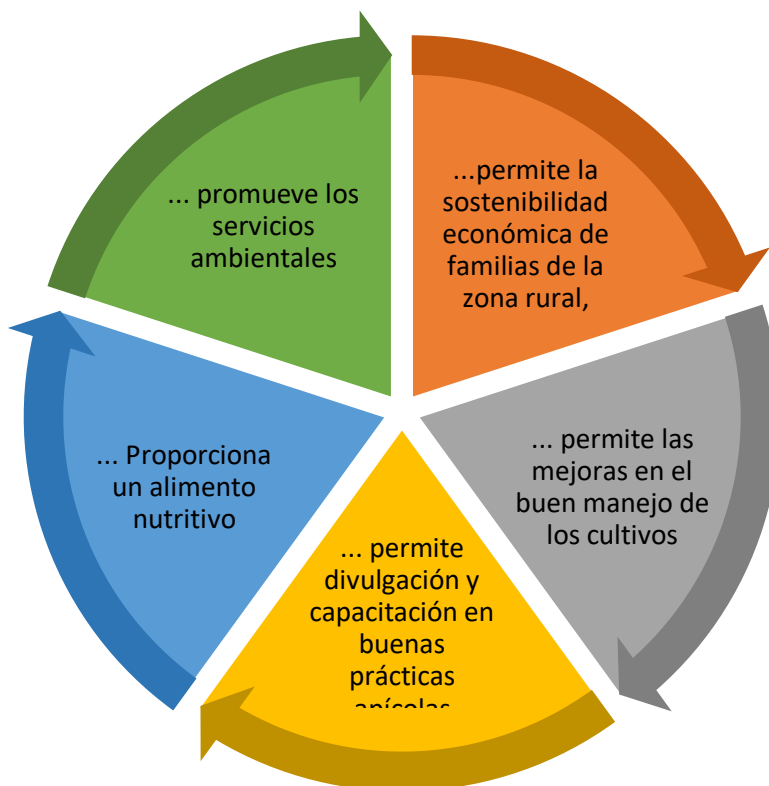 ... promueve los
servicios
ambientales
...permite la
sostenibilidad
económica de
familias de la
zona rural,
... permite las
mejoras en el
buen manejo de
los cultivos
... permite
divulgación y
capacitación en
buenas
prácticas
apícolas
... Proporciona
un alimento
nutritivo